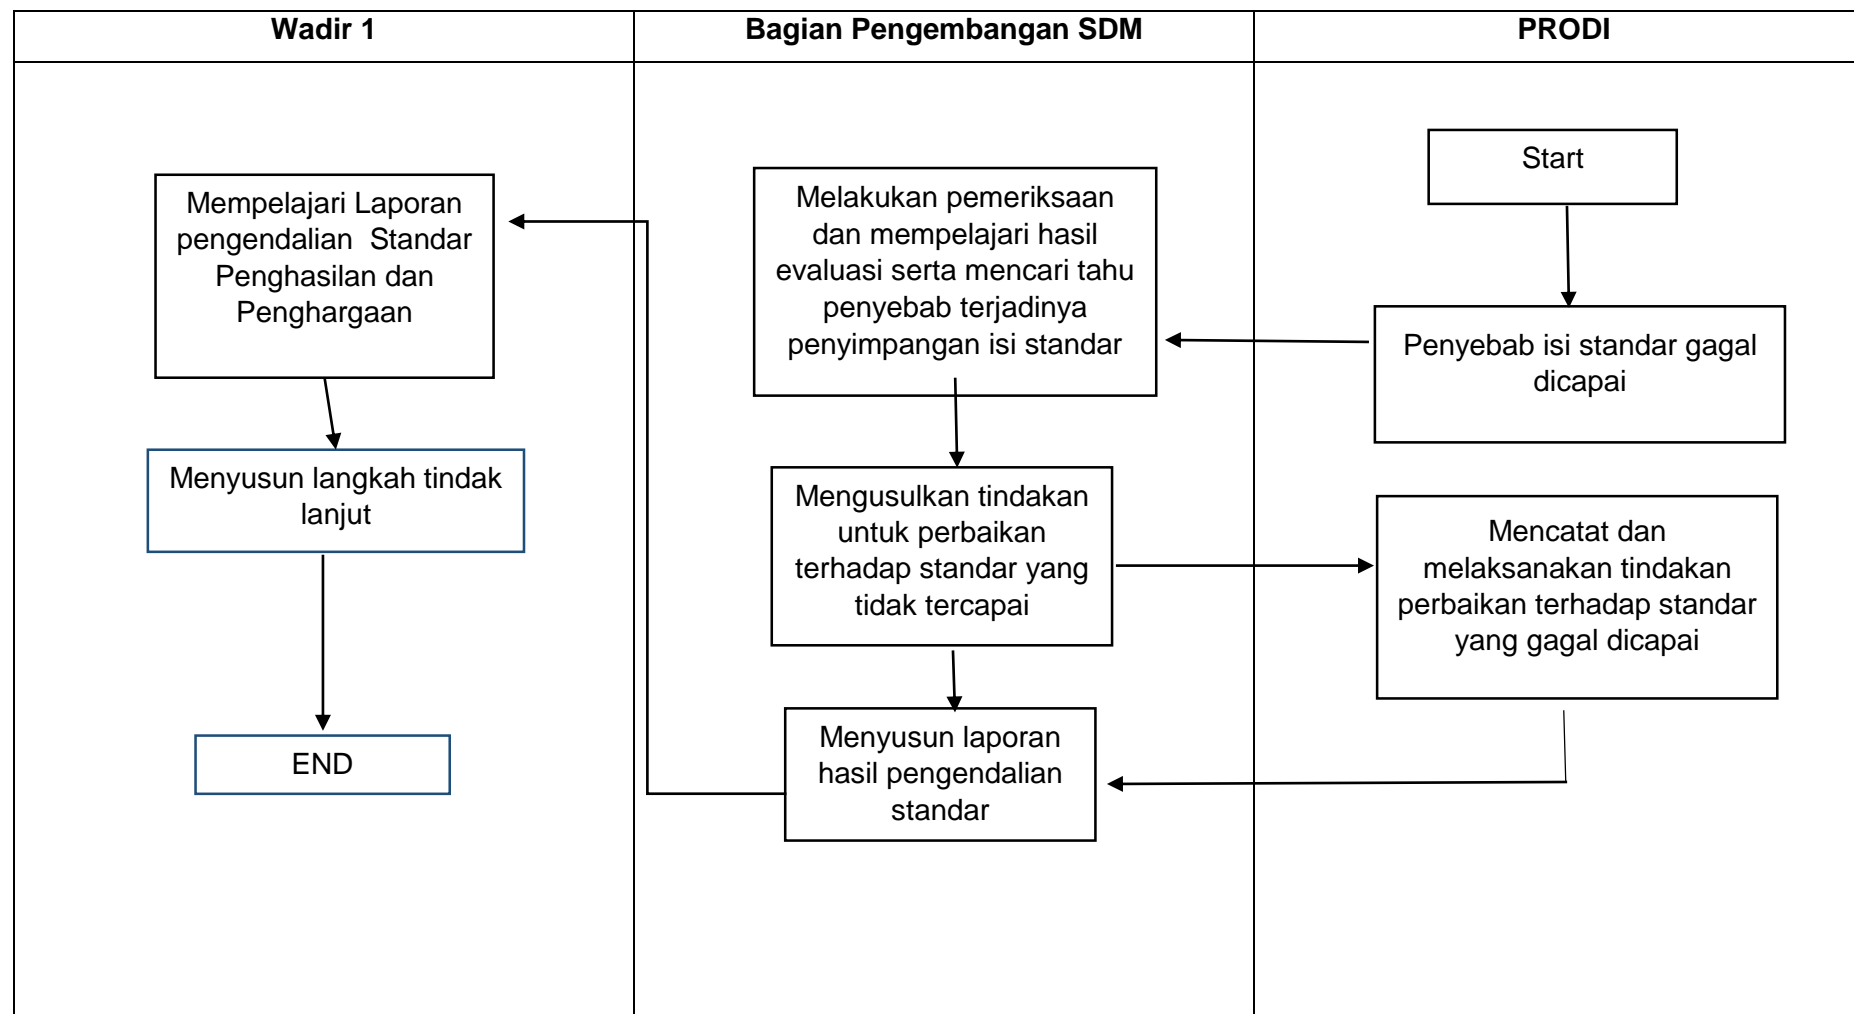 Wadir 1
Bagian Pengembangan SDM
PRODI
Start
Penyebab isi standar gagal
dicapai
Melakukan pemeriksaan
dan mempelajari hasil
evaluasi serta mencari tahu
penyebab terjadinya
penyimpangan isi standar
Mengusulkan tindakan
untuk perbaikan
terhadap standar yang
tidak tercapai
Mencatat dan
melaksanakan tindakan
perbaikan terhadap standar
yang gagal dicapai
Menyusun laporan
hasil pengendalian
standar
Mempelajari Laporan
pengendalian  Standar
Penghasilan dan
Penghargaan
Menyusun langkah tindak
lanjut
END